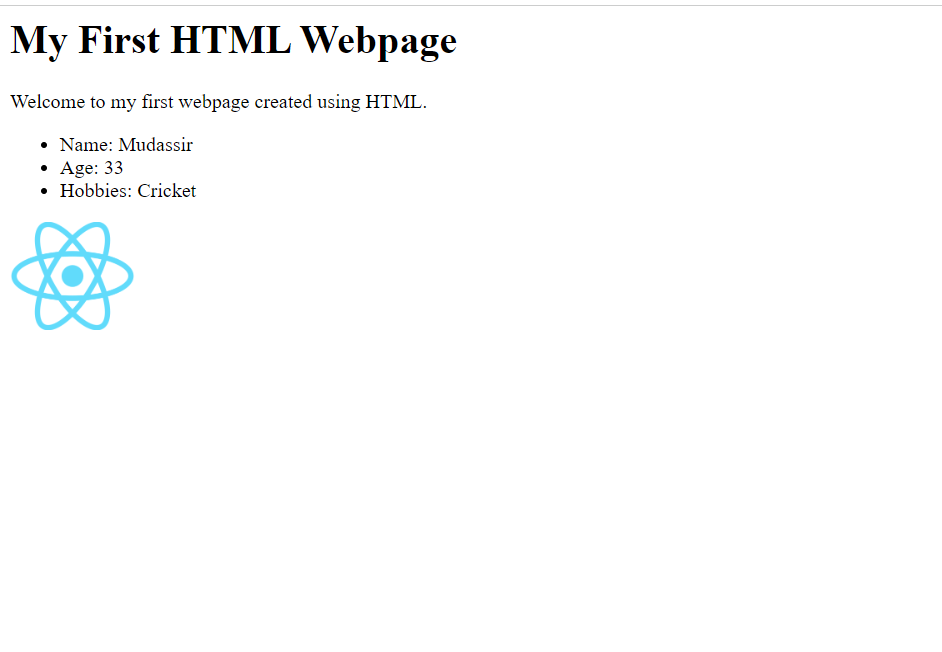 My First HTML Webpage
Welcome to my first webpage created using HTML.
Name: Mudassir
Age: 33
Hobbies: Cricket